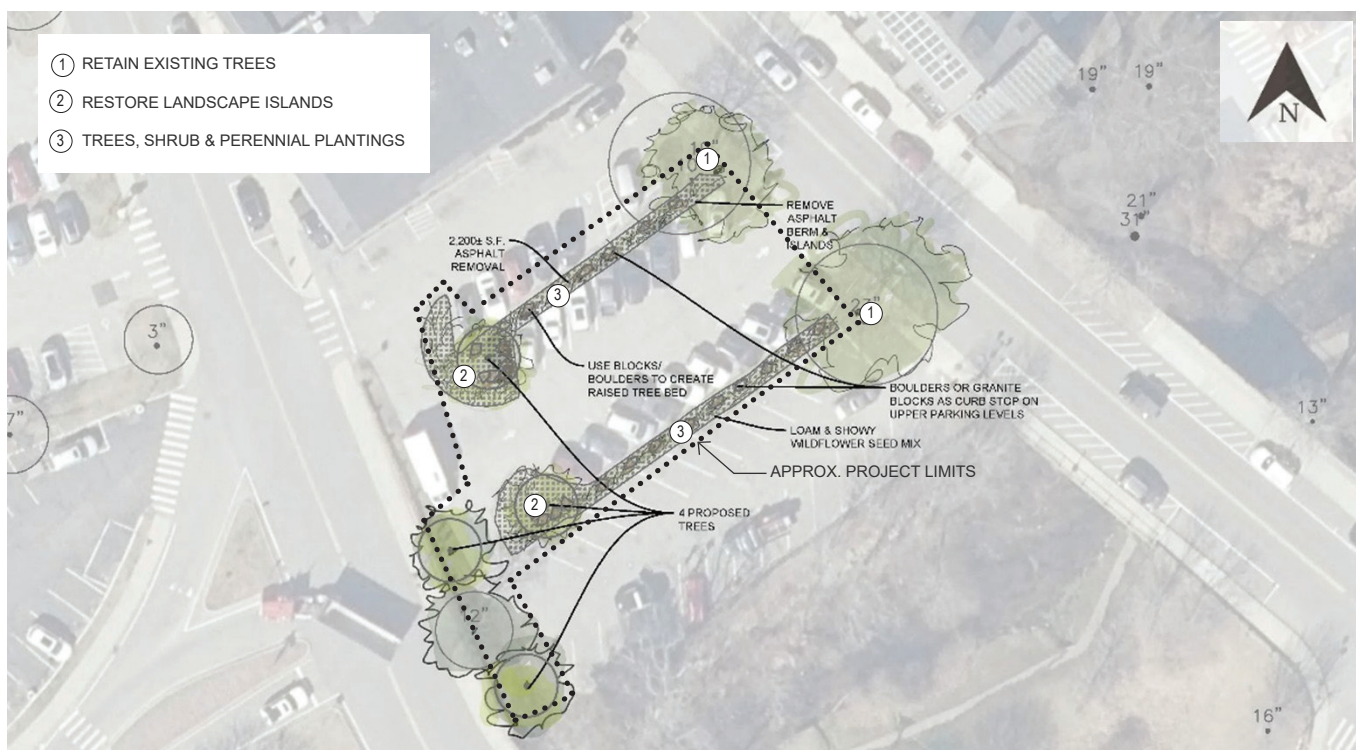 1 RETAIN EXISTING TREES
2 RESTORE LANDSCAPE ISLANDS
3 TREES, SHRUB & PERENNIAL PLANTINGS
N
19"
19"
1
REMOVE
ASPHALT
BERM &
ISLANDS
21"
31"
2,200± S.F.
ASPHALT
REMOVAL
3
1
3"
2
USE BLOCKS/
BOULDERS TO CREATE
RAISED TREE BED
BOULDERS OR GRANITE
BLOCKS AS CURB STOP ON
UPPER PARKING LEVELS
13"
7"
3
LOAM & SHOWY
WILDFLOWER SEED MIX
APPROX. PROJECT LIMITS
2
4 PROPOSED
TREES
16"